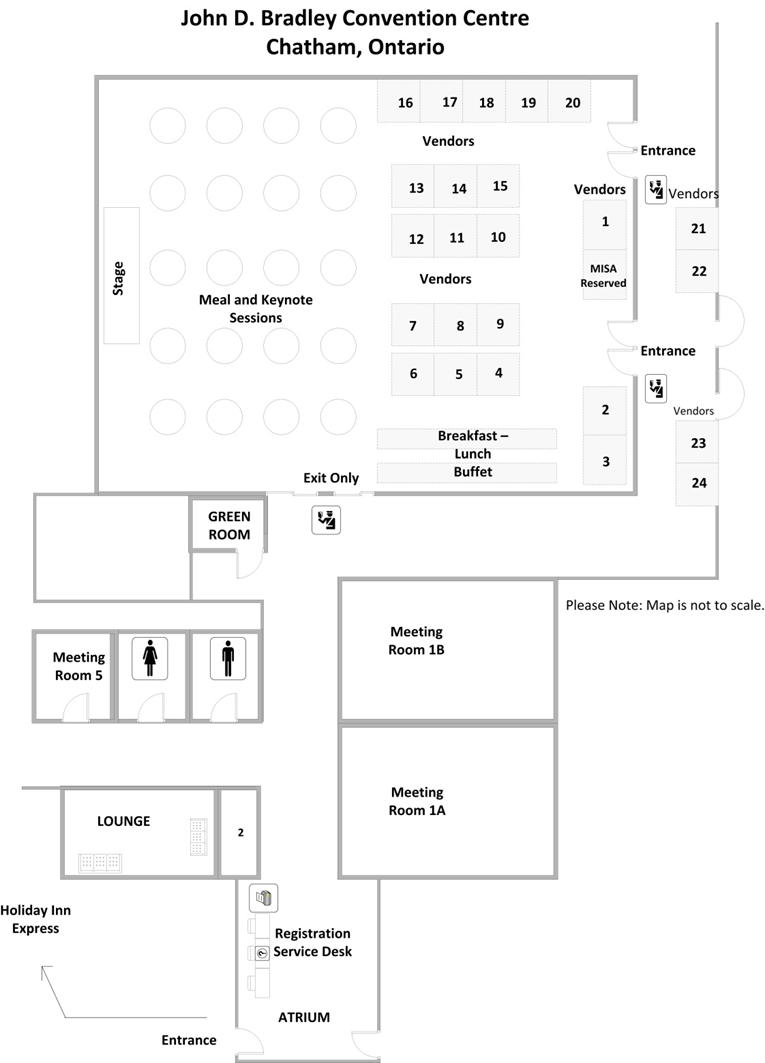 John D. Bradley Convention Centre
Chatham, Ontario
16 17 18 19 20
Vendors
Entrance
13 14 15
Vendors
Vendors
1
21
12 11 10
Stage
MISA
Reserved
22
Vendors
Meal and Keynote
Sessions
7 8 9
Entrance
6 5 4
2
Vendors
23
Breakfast –
Lunch
Buffet
3
24
Exit Only
GREEN
ROOM
Please Note: Map is not to scale.
Meeting
Room 1B
Meeting
Room 5
Meeting
Room 1A
LOUNGE
2
Holiday Inn
Express
Registration
Service Desk
?
ATRIUM
Entrance